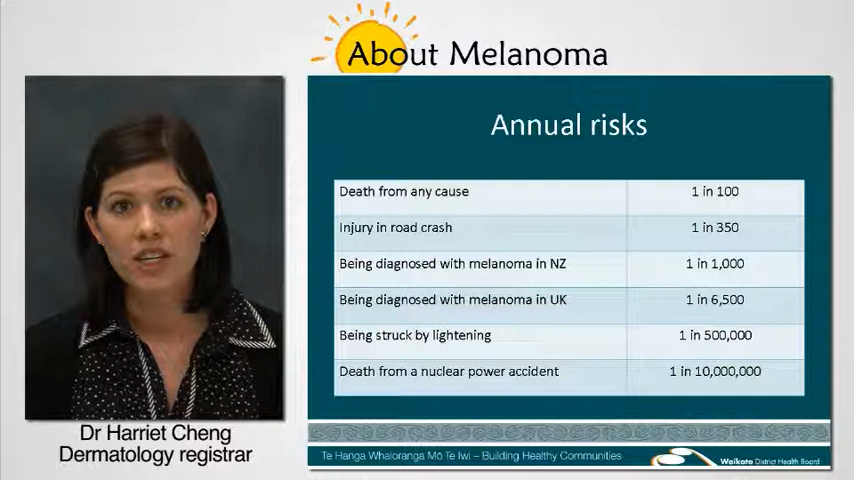 About Melanoma
Annual risks
Death from any cause 1 in 100
Injury in road crash 1 in 350
Being diagnosed with melanoma in NZ 1 in 1,000
Being diagnosed with melanoma in UK 1 in 6,500
Being struck by lightening 1 in 500,000
Death from a nuclear power accident 1 in 10,000,000
Dr Harriet Cheng
Dermatology registrar
Te Hanga Whaioranga Mō Te Iwi – Building Healthy Communities
Waikato District Health Board